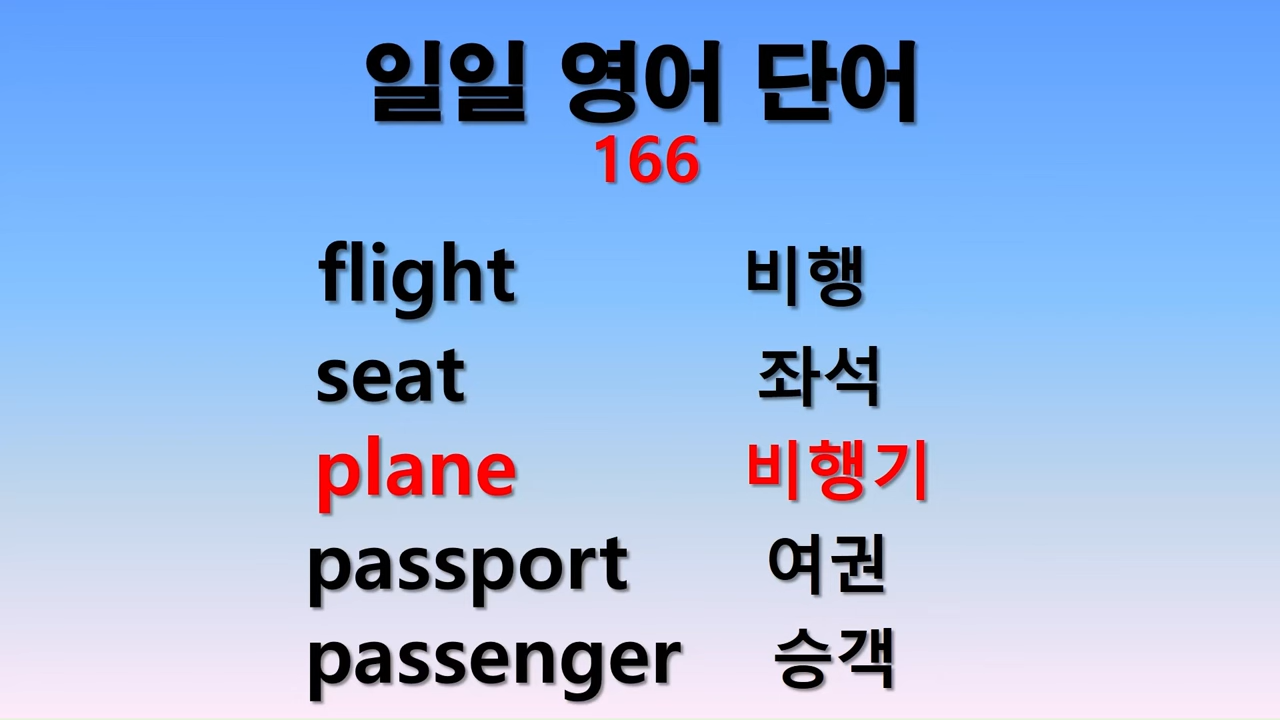 일일 영어 단어
166
flight 비행
seat 좌석
plane 비행기
passport 여권
passenger 승객